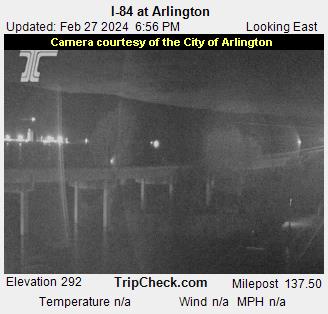 I-84 at Arlington
Updated: Feb 27 2024 6:56 PM Looking East
Camera courtesy of the City of Arlington
Elevation 292 TripCheck.com Milepost 137.50
Temperature n/a Wind n/a MPH n/a